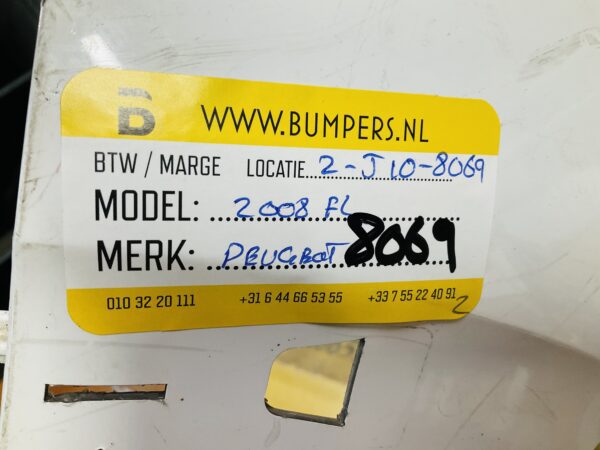 B WWW.BUMPERS.NL
BTW / MARGE LOCATIE 2-J10-8069
MODEL: 2008 FL
MERK: PEUGEOT 8069
010 32 20 111 +31 6 44 66 53 55 +33 7 55 22 40 91
2